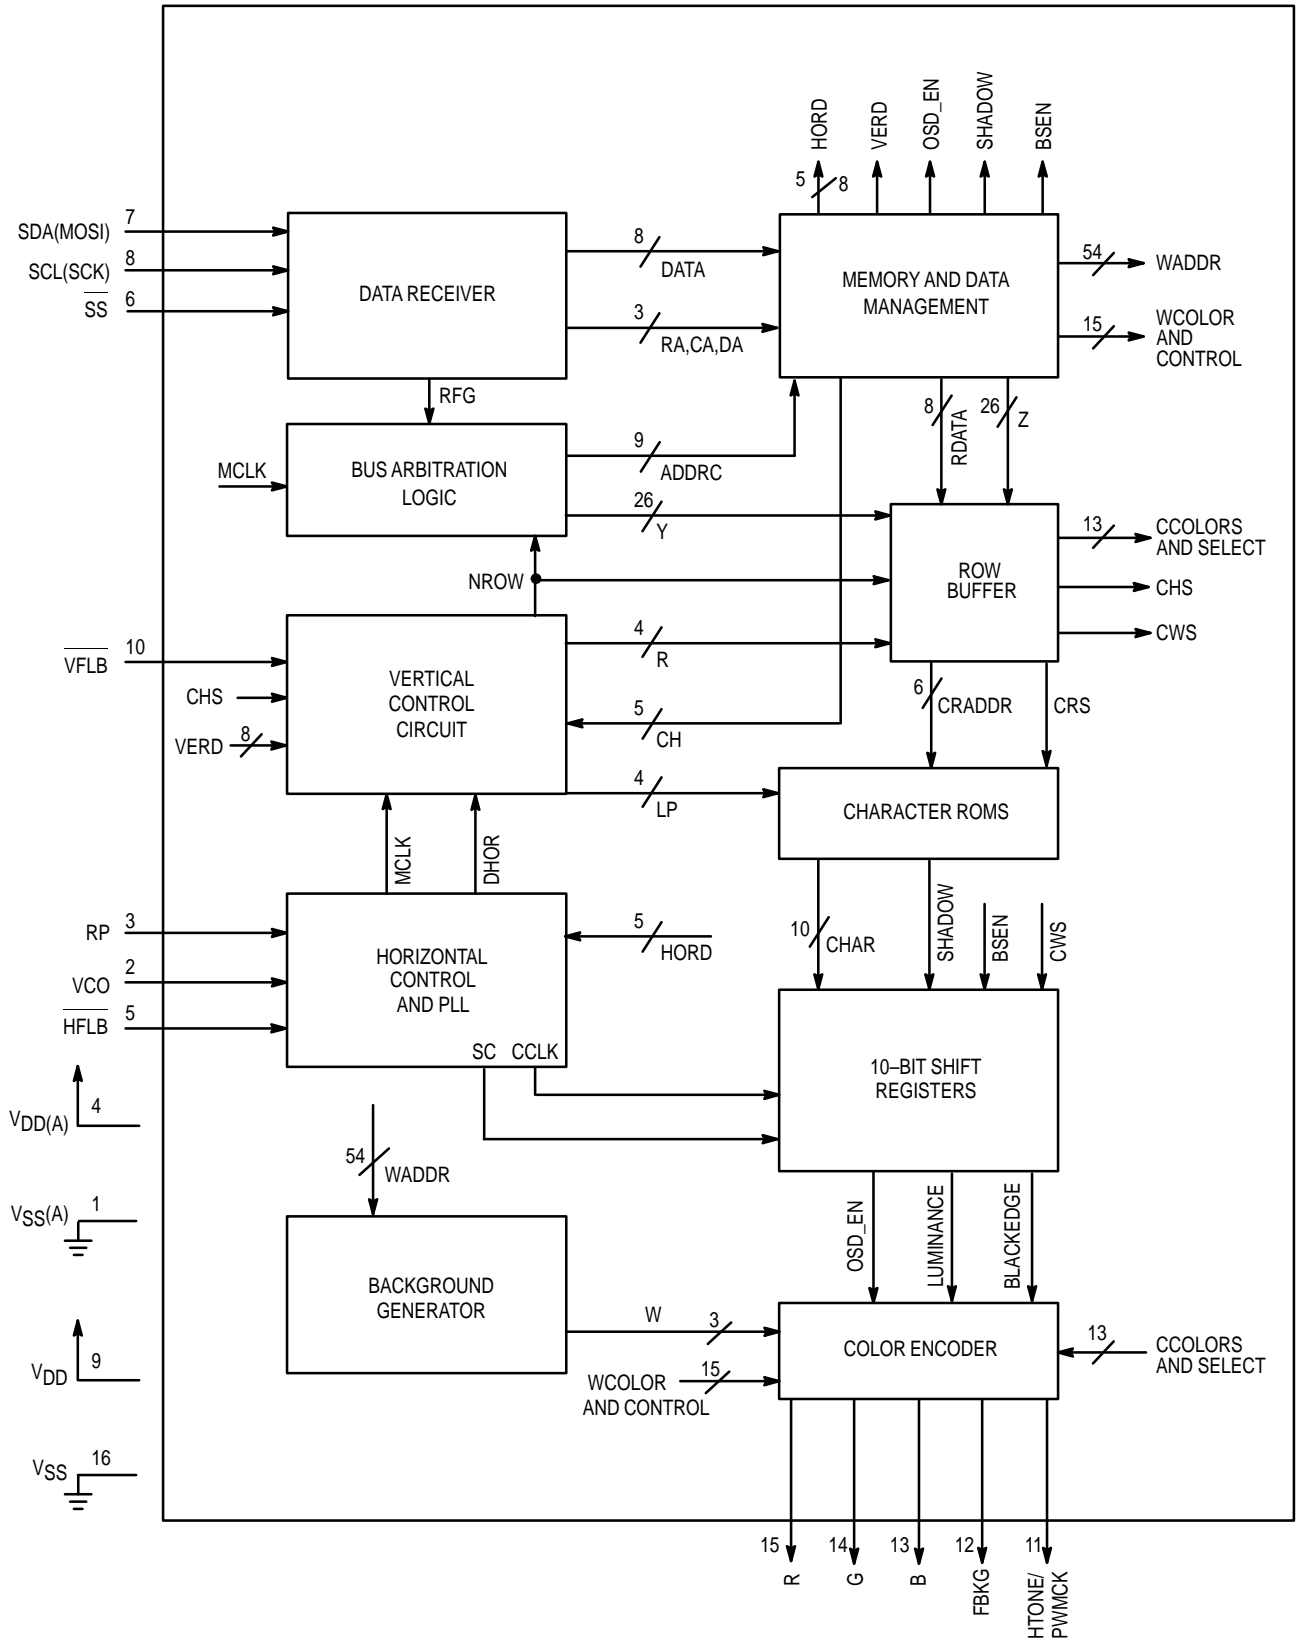 HORD
VERD
OSD_EN
SHADOW
BSEN
5
8
SDA(MOSI)
7
SCL(SCK)
8
SS
6
DATA RECEIVER
8
DATA
3
RA,CA,DA
MEMORY AND DATA
MANAGEMENT
54
WADDR
15
WCOLOR
AND
CONTROL
RFG
8
RDATA
26
Z
MCLK
BUS ARBITRATION
LOGIC
9
ADDRC
26
Y
NROW
ROW
BUFFER
13
CCOLORS
AND SELECT
CHS
CWS
VFLB
10
CHS
VERD
8
VERTICAL
CONTROL
CIRCUIT
4
R
5
CH
4
LP
6
CRADDR
CRS
CHARACTER ROMS
MCLK
DHOR
10
CHAR
SHADOW
BSEN
CWS
RP
3
VCO
2
HFLB
5
HORIZONTAL
CONTROL
AND PLL
SC
CCLK
5
HORD
10–BIT SHIFT
REGISTERS
VDD(A)
4
54
WADDR
VSS(A)
1
OSD_EN
LUMINANCE
BLACKEDGE
BACKGROUND
GENERATOR
W
3
COLOR ENCODER
13
CCOLORS
AND SELECT
VDD
9
WCOLOR
AND CONTROL
15
VSS
16
15
14
13
12
11
R
G
B
FBKG
HTONE/
PWMCK